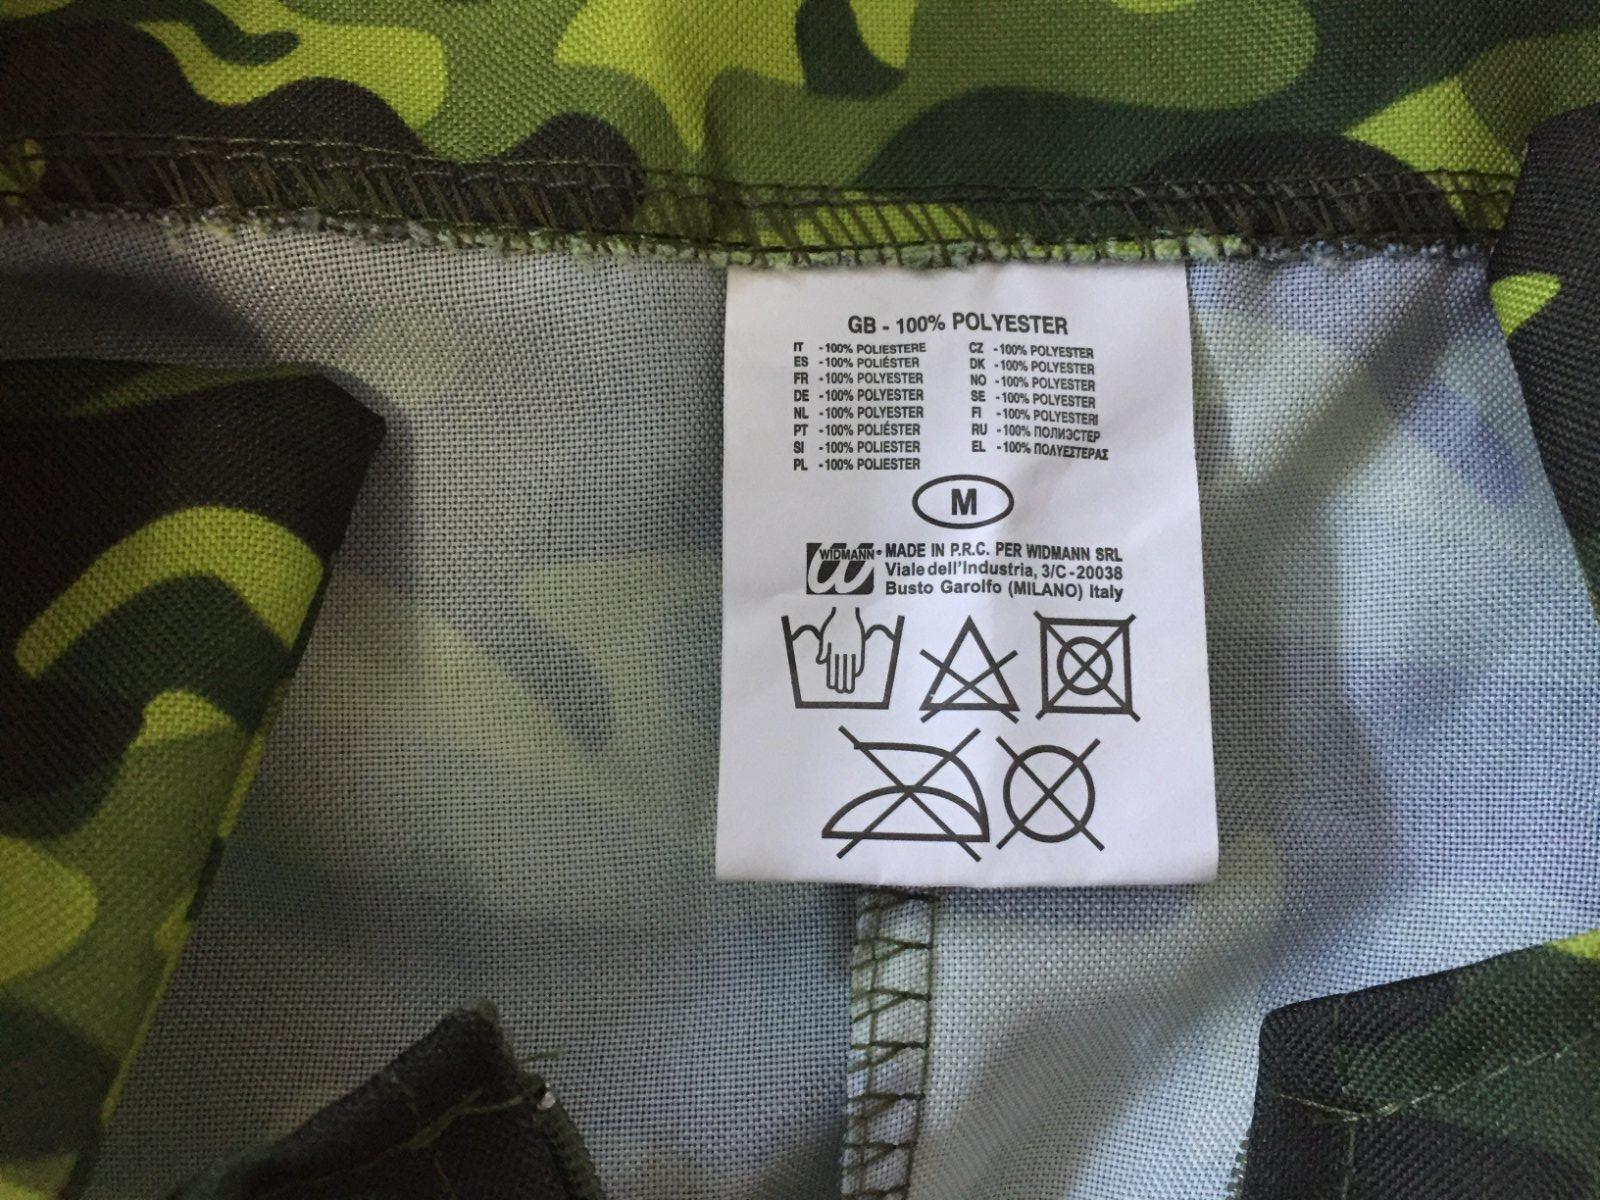 GB - 100% POLYESTER
IT - 100% POLIESTERE
ES - 100% POLIÉSTER
FR - 100% POLYESTER
DE - 100% POLYESTER
NL - 100% POLYESTER
PT - 100% POLIÉSTER
SI - 100% POLIESTER
PL - 100% POLIESTER
CZ - 100% POLYESTER
DK - 100% POLYESTER
NO - 100% POLYESTER
SE - 100% POLYESTER
FI - 100% POLYESTERI
RU - 100% ПОЛИЭСТЕР
EL - 100% ΠΟΛΥΕΣΤΕΡΑΣ
M
WIDMANN
MADE IN P.R.C. PER WIDMANN SRL
Viale dell'Industria, 3/C - 20038
Busto Garolfo (MILANO) Italy